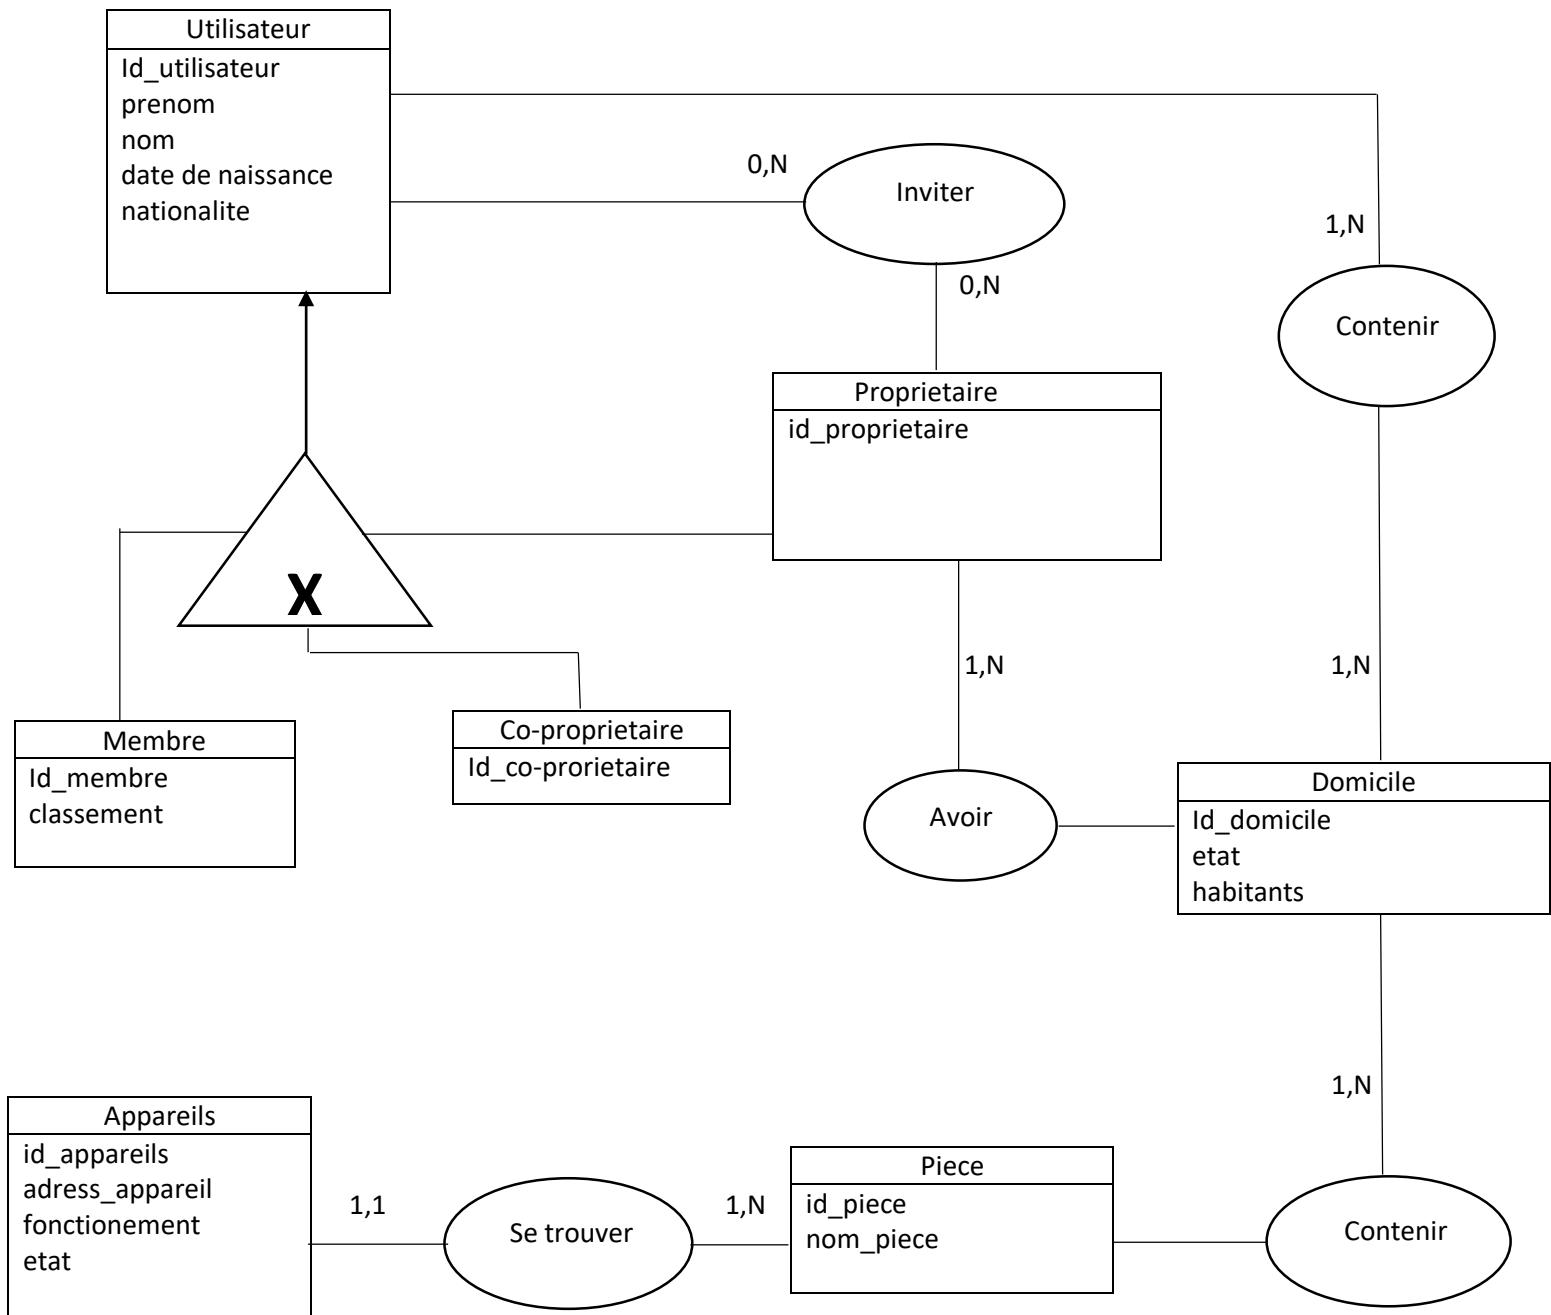 Utilisateur
Id_utilisateur
prenom
nom
date de naissance
nationalite
0,N
Inviter
1,N
0,N
Contenir
Proprietaire
id_proprietaire
X
1,N
1,N
Membre
Id_membre
classement
Co-proprietaire
Id_co-prorietaire
Avoir
Domicile
Id_domicile
etat
habitants
1,N
Appareils
id_appareils
adress_appareil
fonctionement
etat
1,1
Se trouver
1,N
Piece
id_piece
nom_piece
Contenir